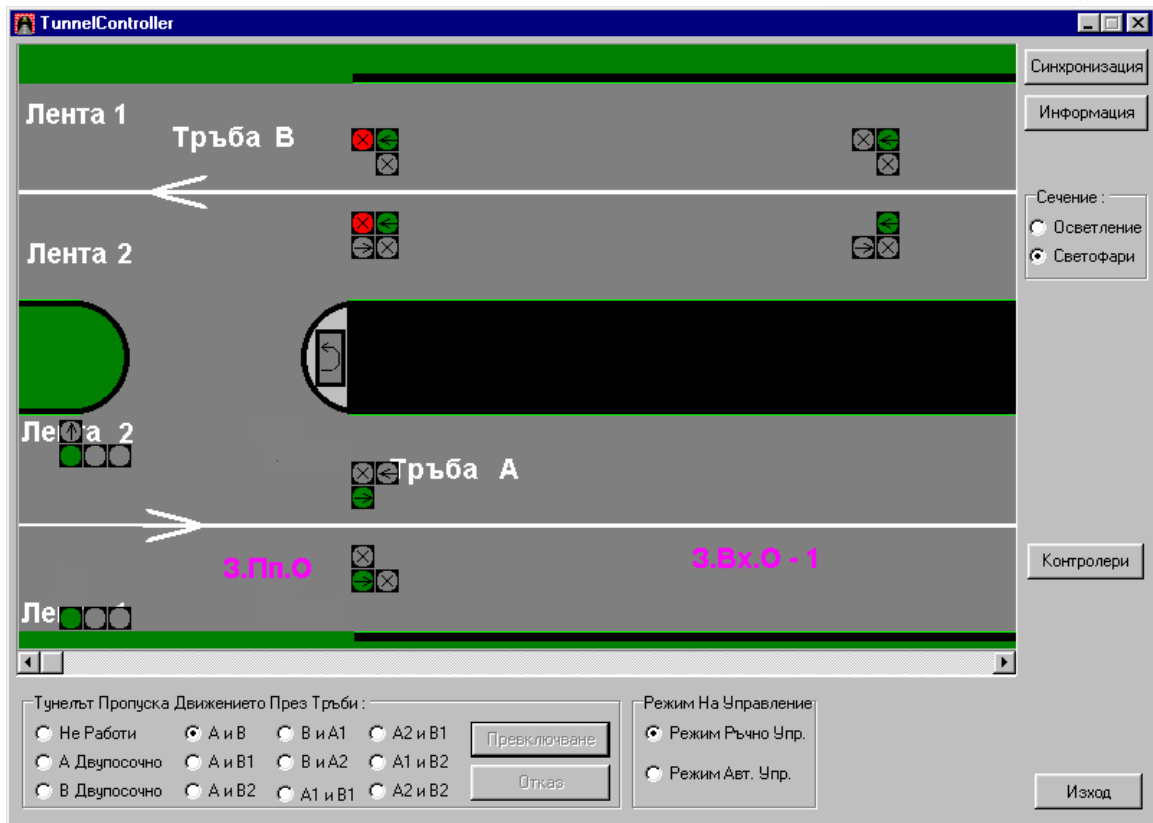 TunnelController
Синхронизация
Информация
Лента 1
Тръба В
Сечение :
Осветление
Светофари
Лента 2
Лента 2
Тръба А
З.Пп.О
З.Вх.О - 1
Контролери
Тунелът Пропуска Движението През Тръби :
Не Работи
А и В
В и А1
А2 и В1
Превключване
А Двупосочно
А и В1
В и А2
А1 и В2
Отказ
В Двупосочно
А и В2
А1 и В1
А2 и В2
Режим На Управление
Режим Ръчно Упр.
Режим Авт. Упр.
Изход